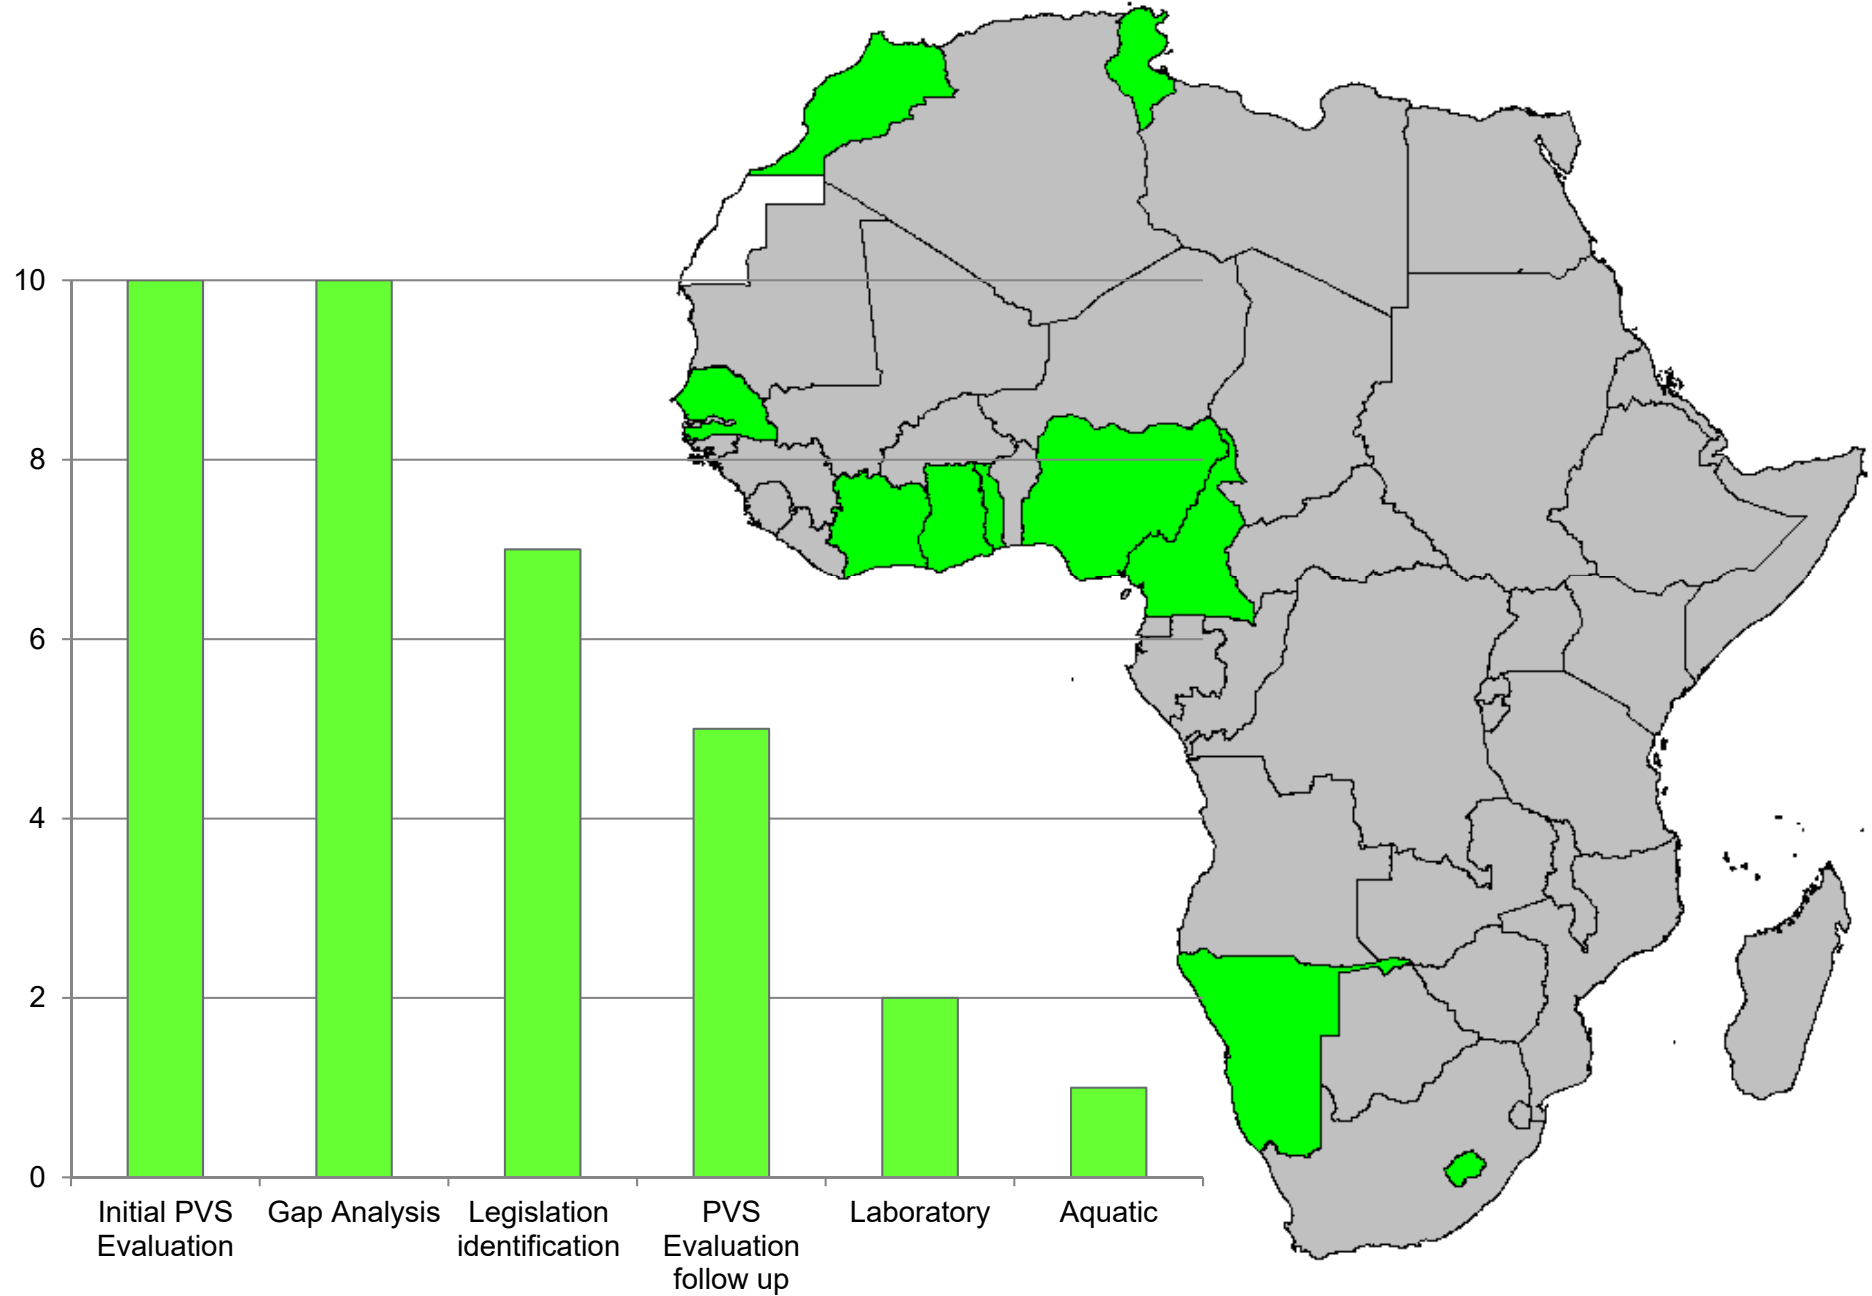 10
8
6
4
2
0
Initial PVS Gap Analysis Legislation PVS Laboratory Aquatic
Evaluation identification Evaluation
follow up